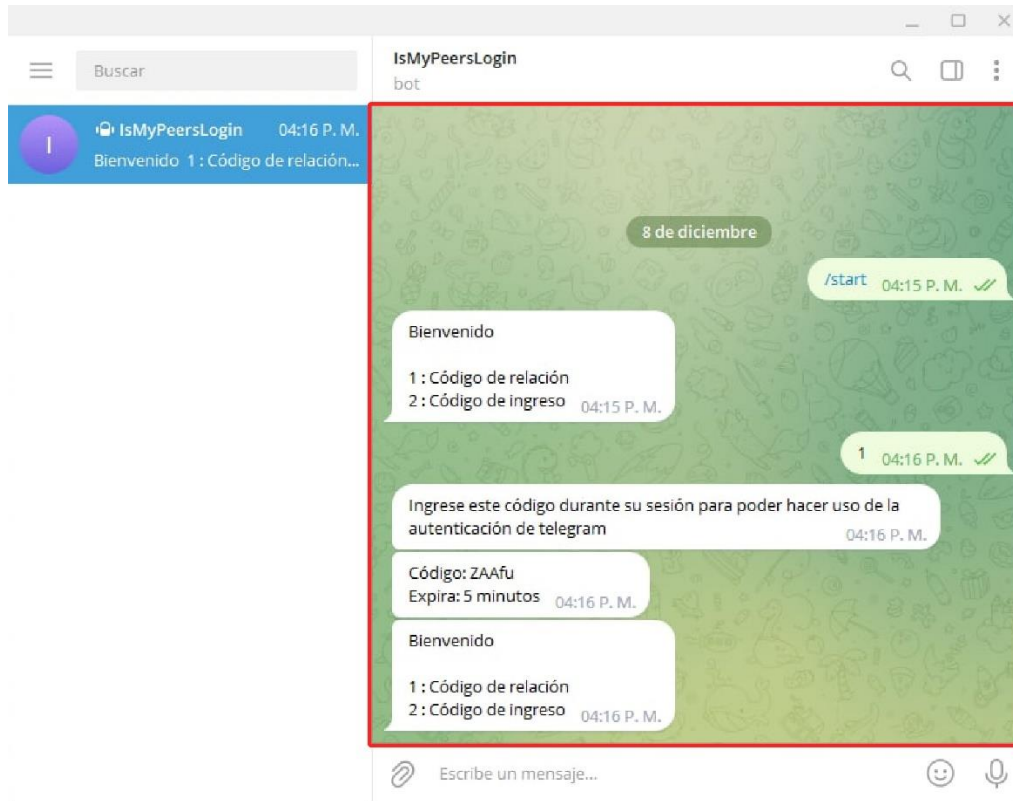 Buscar
IsMyPeersLogin 04:16 P. M.
Bienvenido 1 : Código de relación...
I
IsMyPeersLogin
bot
8 de diciembre
/start 04:15 P. M.
Bienvenido
1 : Código de relación
2 : Código de ingreso 04:15 P. M.
1 04:16 P. M.
Ingrese este código durante su sesión para poder hacer uso de la
autenticación de telegram 04:16 P. M.
Código: ZAAfu
Expira: 5 minutos 04:16 P. M.
Bienvenido
1 : Código de relación
2 : Código de ingreso 04:16 P. M.
Escribe un mensaje...